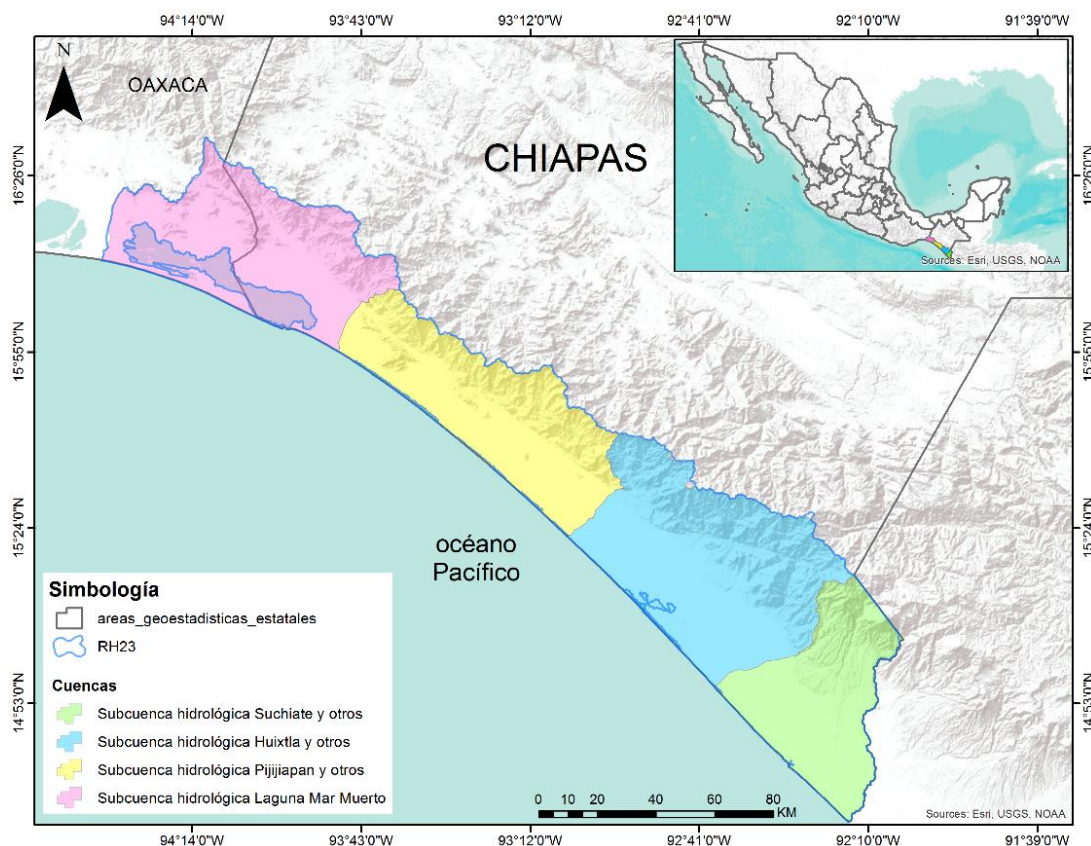 94°14'0"W 93°43'0"W 93°12'0"W 92°41'0"W 92°10'0"W 91°39'0"W
N
OAXACA
CHIAPAS
Sources: Esri, USGS, NOAA
16°26'0"N
16°26'0"N
15°55'0"N
15°55'0"N
15°24'0"N
15°24'0"N
14°53'0"N
14°53'0"N
océano
Pacífico
Simbología
areas_geoestadisticas_estatales
RH23
Cuencas
Subcuenca hidrológica Suchiate y otros
Subcuenca hidrológica Huixtla y otros
Subcuenca hidrológica Pijijiapan y otros
Subcuenca hidrológica Laguna Mar Muerto
0 10 20 40 60 80
KM
Sources: Esri, USGS, NOAA
94°14'0"W 93°43'0"W 93°12'0"W 92°41'0"W 92°10'0"W 91°39'0"W